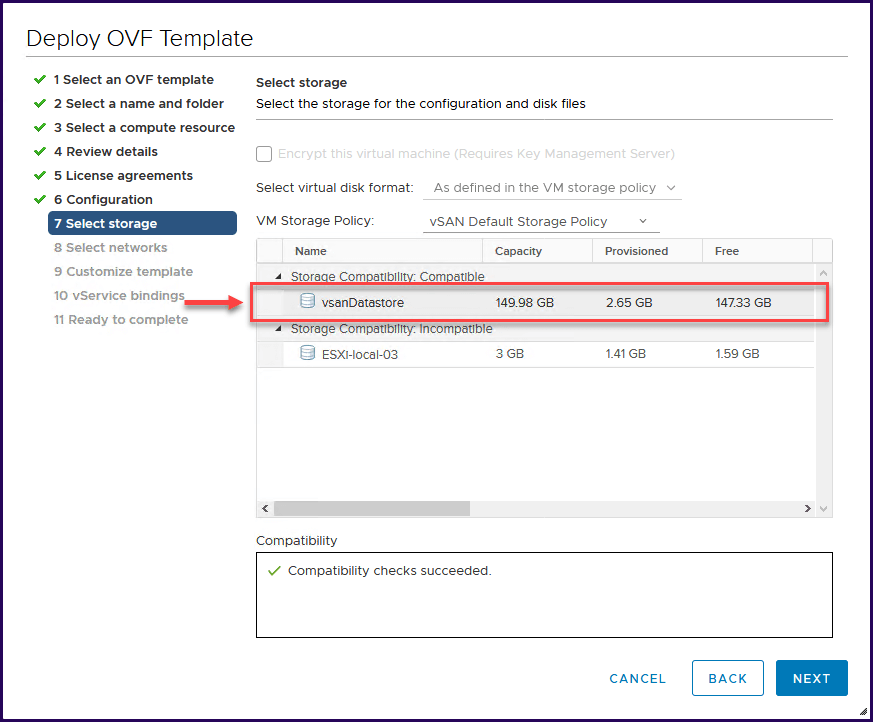 Deploy OVF Template
1 Select an OVF template
2 Select a name and folder
3 Select a compute resource
4 Review details
5 License agreements
6 Configuration
7 Select storage
8 Select networks
9 Customize template
10 vService bindings
11 Ready to complete
Select storage
Select the storage for the configuration and disk files
Encrypt this virtual machine (Requires Key Management Server)
Select virtual disk format: As defined in the VM storage policy
VM Storage Policy: vSAN Default Storage Policy
Name Capacity Provisioned Free
Storage Compatibility: Compatible
vsanDatastore 149.98 GB 2.65 GB 147.33 GB
Storage Compatibility: Incompatible
ESXi-local-03 3 GB 1.41 GB 1.59 GB
Compatibility
Compatibility checks succeeded.
CANCEL BACK NEXT